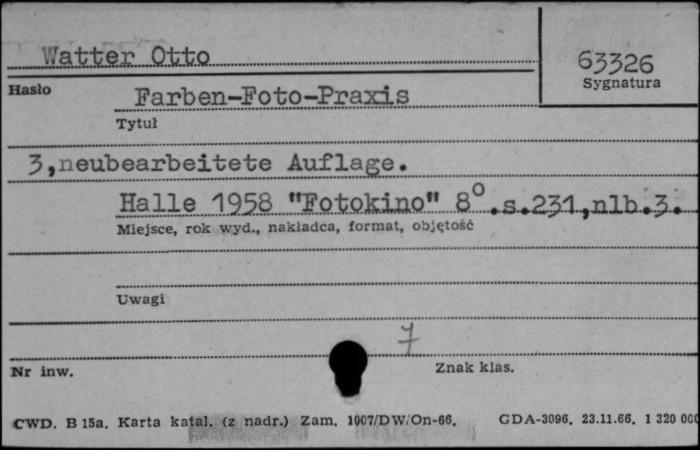 Watter Otto
63326
Hasło
Sygnatura
Farben-Foto-Praxis
Tytuł
3,neubearbeitete Auflage.
Halle 1958 "Fotokino" 8⁰.s.231,nlb.3.
Miejsce, rok wyd., nakładca, format, objętość
Uwagi
7
Nr inw.
Znak klas.
CWD. B 15a. Karta katal. (z nadr.) Zam. 1007/DW/On-66. GDA-3096. 23.11.66. 1 320 000